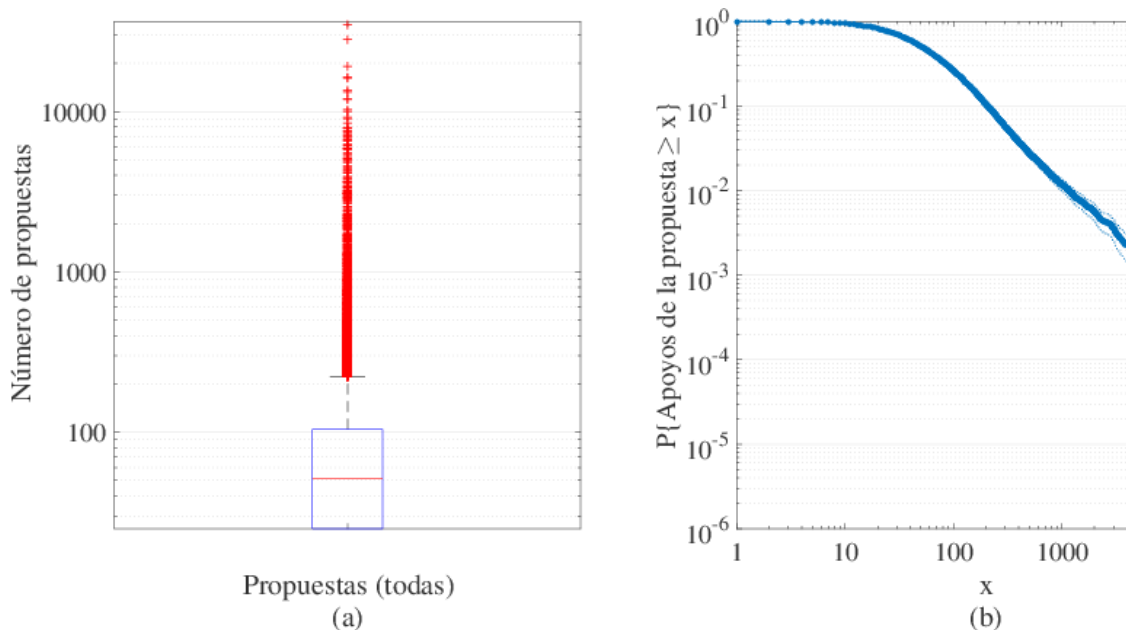 Número de propuestas
10000
1000
100
Propuestas (todas)
(a)
P{Apoyos de la propuesta ≥ x}
10^0
10^-1
10^-2
10^-3
10^-4
10^-5
10^-6
1 10 100 1000
x
(b)